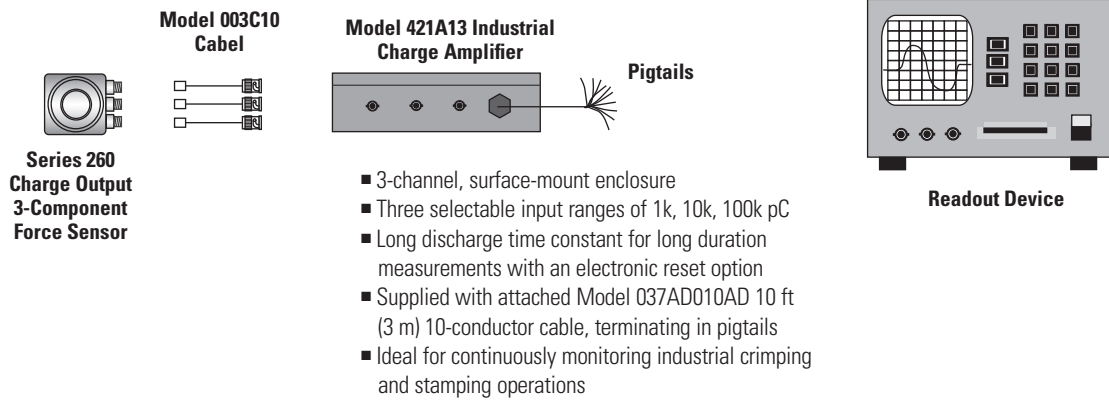 Model 003C10
Cabel
Model 421A13 Industrial
Charge Amplifier
Pigtails
Series 260
Charge Output
3-Component
Force Sensor
■ 3-channel, surface-mount enclosure
■ Three selectable input ranges of 1k, 10k, 100k pC
■ Long discharge time constant for long duration
measurements with an electronic reset option
■ Supplied with attached Model 037AD010AD 10 ft
(3 m) 10-conductor cable, terminating in pigtails
■ Ideal for continuously monitoring industrial crimping
and stamping operations
Readout Device